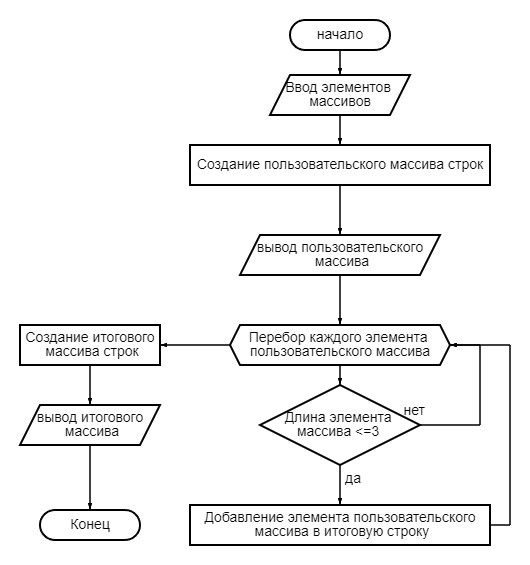 начало
Ввод элементов
массивов
Создание пользовательского массива строк
вывод пользовательского
массива
Перебор каждого элемента
пользовательского массива
Создание итогового
массива строк
Длина элемента
массива <=3
нет
да
вывод итогового
массива
Добавление элемента пользовательского
массива в итоговую строку
Конец